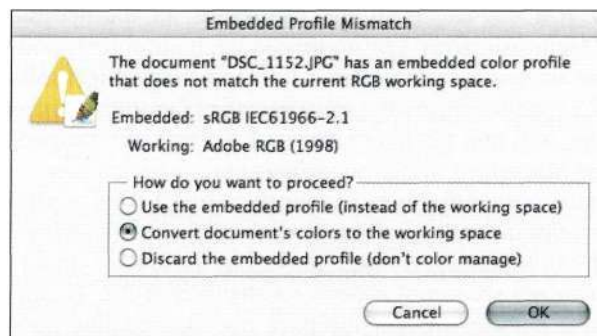 Embedded Profile Mismatch
The document "DSC_1152.JPG" has an embedded color profile
that does not match the current RGB working space.
Embedded: sRGB IEC61966-2.1
Working: Adobe RGB (1998)
How do you want to proceed?
Use the embedded profile (instead of the working space)
Convert document's colors to the working space
Discard the embedded profile (don't color manage)
Cancel OK